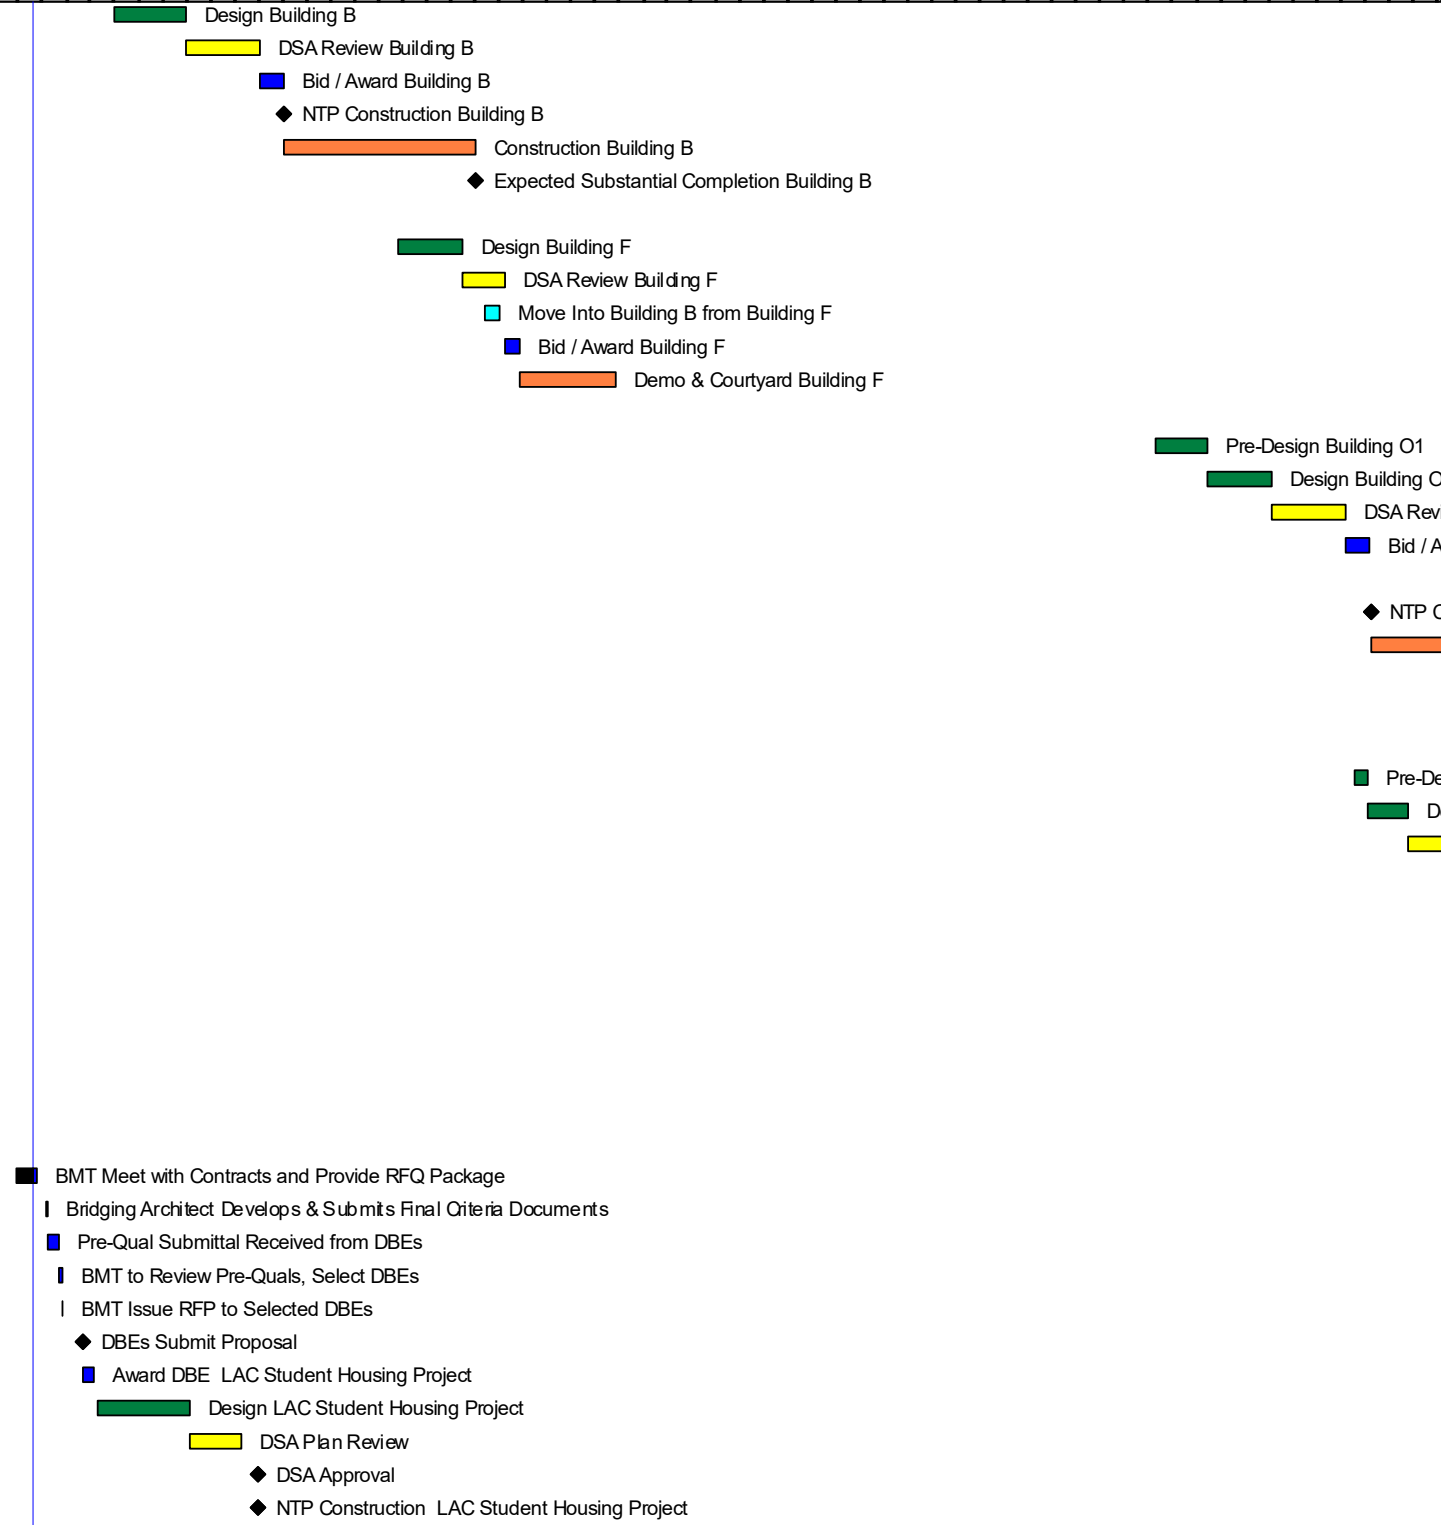 Design Building B
DSA Review Building B
Bid / Award Building B
NTP Construction Building B
Construction Building B
Expected Substantial Completion Building B
Design Building F
DSA Review Building F
Move Into Building B from Building F
Bid / Award Building F
Demo & Courtyard Building F
Pre-Design Building O1
Design Building
DSA
Bid /
NTP
BMT Meet with Contracts and Provide RFQ Package
Bridging Architect Develops & Submits Final Criteria Documents
Pre-Qual Submittal Received from DBEs
BMT to Review Pre-Quals, Select DBEs
BMT Issue RFP to Selected DBEs
DBEs Submit Proposal
Award DBE LAC Student Housing Project
Design LAC Student Housing Project
DSA Plan Review
DSA Approval
NTP Construction LAC Student Housing Project